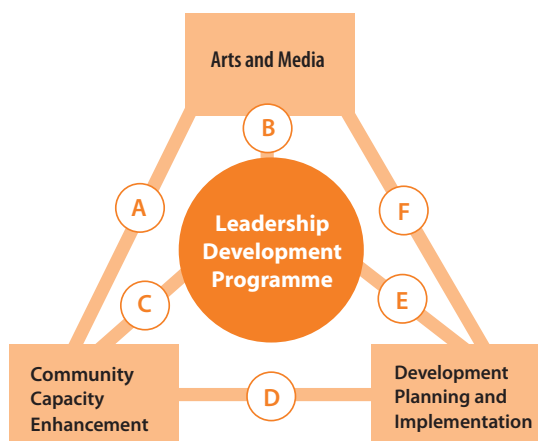 Arts and Media
B
A
F
Leadership
Development
Programme
C
E
Community
Capacity
Enhancement
D
Development
Planning and
Implementation